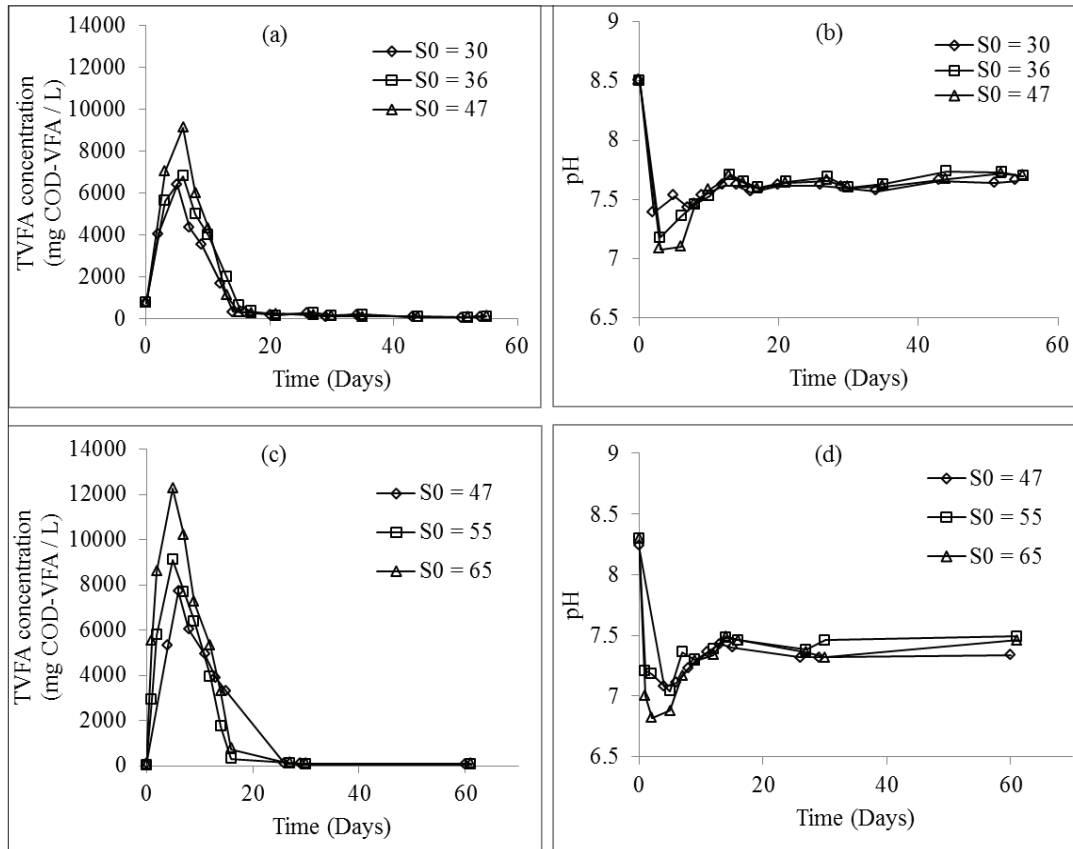 (a)
S0 = 30
S0 = 36
S0 = 47
TVFA concentration
(mg COD-VFA / L)
14000
12000
10000
8000
6000
4000
2000
0
0 20 40 60
Time (Days)
(b)
S0 = 30
S0 = 36
S0 = 47
pH
9
8.5
8
7.5
7
6.5
0 20 40 60
Time (Days)
(c)
S0 = 47
S0 = 55
S0 = 65
TVFA concentration
(mg COD-VFA / L)
14000
12000
10000
8000
6000
4000
2000
0
0 20 40 60
Time (Days)
(d)
S0 = 47
S0 = 55
S0 = 65
pH
9
8.5
8
7.5
7
6.5
0 20 40 60
Time (Days)